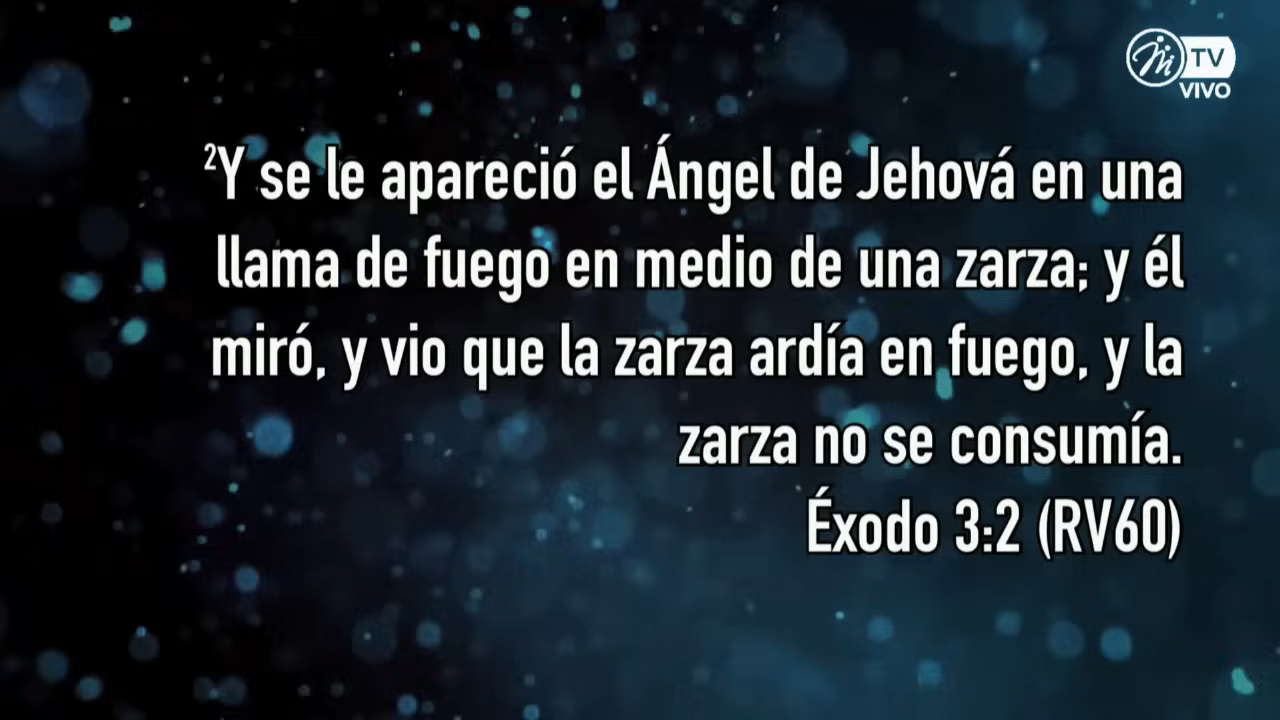 TV
VIVO
²Y se le apareció el Ángel de Jehová en una
llama de fuego en medio de una zarza; y él
miró, y vio que la zarza ardía en fuego, y la
zarza no se consumía.
Éxodo 3:2 (RV60)